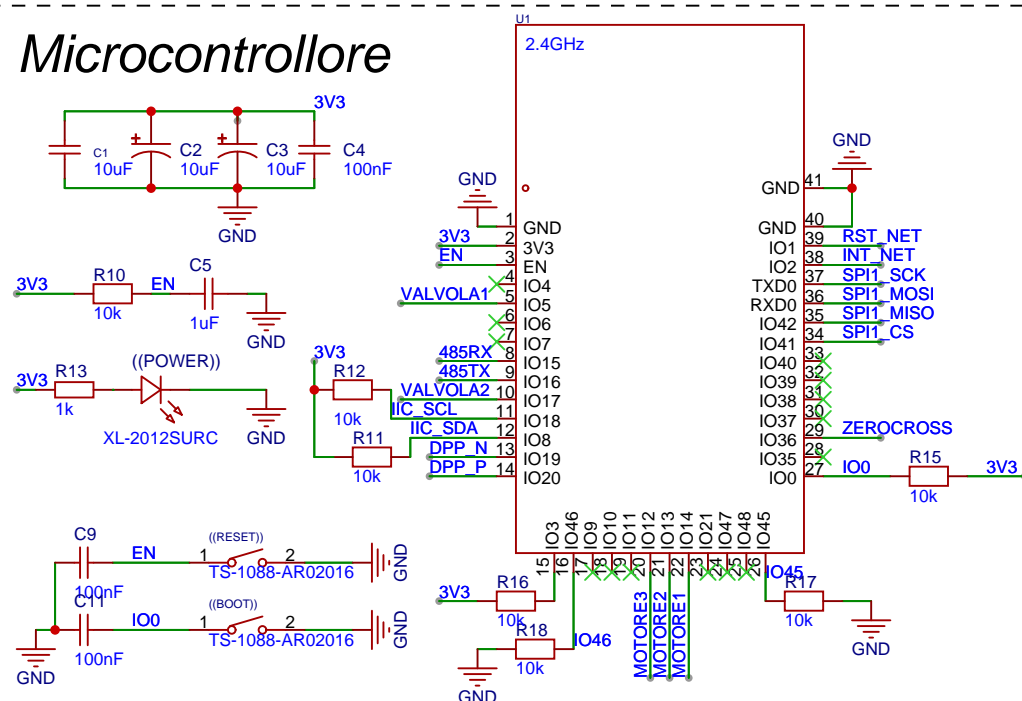 Microcontrollore
3V3
C1
10uF
C2
10uF
C3
10uF
C4
100nF
GND
3V3
R10
10k
EN
C5
1uF
GND
((POWER))
3V3
R13
1k
XL-2012SURC
GND
C9
100nF
EN
1
((RESET))
2
TS-1088-AR02016
GND
C11
100nF
IO0
1
((BOOT))
2
TS-1088-AR02016
GND
GND
U1
2.4GHz
GND
1 GND
3V3 2 3V3
EN 3 EN
4 IO4
VALVOLA1 5 IO5
6 IO6
7 IO7
485RX 8 IO15
485TX 9 IO16
VALVOLA2 10 IO17
IIC_SCL 11 IO18
IIC_SDA 12 IO8
DPP_N 13 IO19
DPP_P 14 IO20
3V3
R12
10k
R11
10k
GND
GND 41
GND 40
IO1 39 RST_NET
IO2 38 INT_NET
TXD0 37 SPI1_SCK
RXD0 36 SPI1_MOSI
IO42 35 SPI1_MISO
IO41 34 SPI1_CS
IO40 33
IO39 32
IO38 31
IO37 30
IO36 29 ZEROCROSS
IO35 28
IO0 27 IO0
R15
10k
3V3
IO3 15
IO46 16
IO9 17
IO10 18
IO11 19
IO12 20
IO13 21
IO14 22
IO21 23
IO47 24
IO48 25
IO45 26
3V3
R16
10k
R18
10k
IO46
GND
MOTORE3
MOTORE2
MOTORE1
IO45
R17
10k
GND